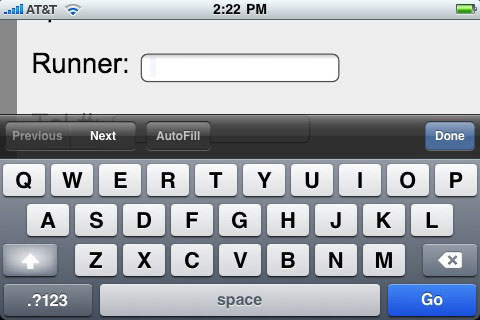 AT&T 2:22 PM
Runner:
Previous Next AutoFill Done
Q W E R T Y U I O P
A S D F G H J K L
Z X C V B N M
.?123 space Go